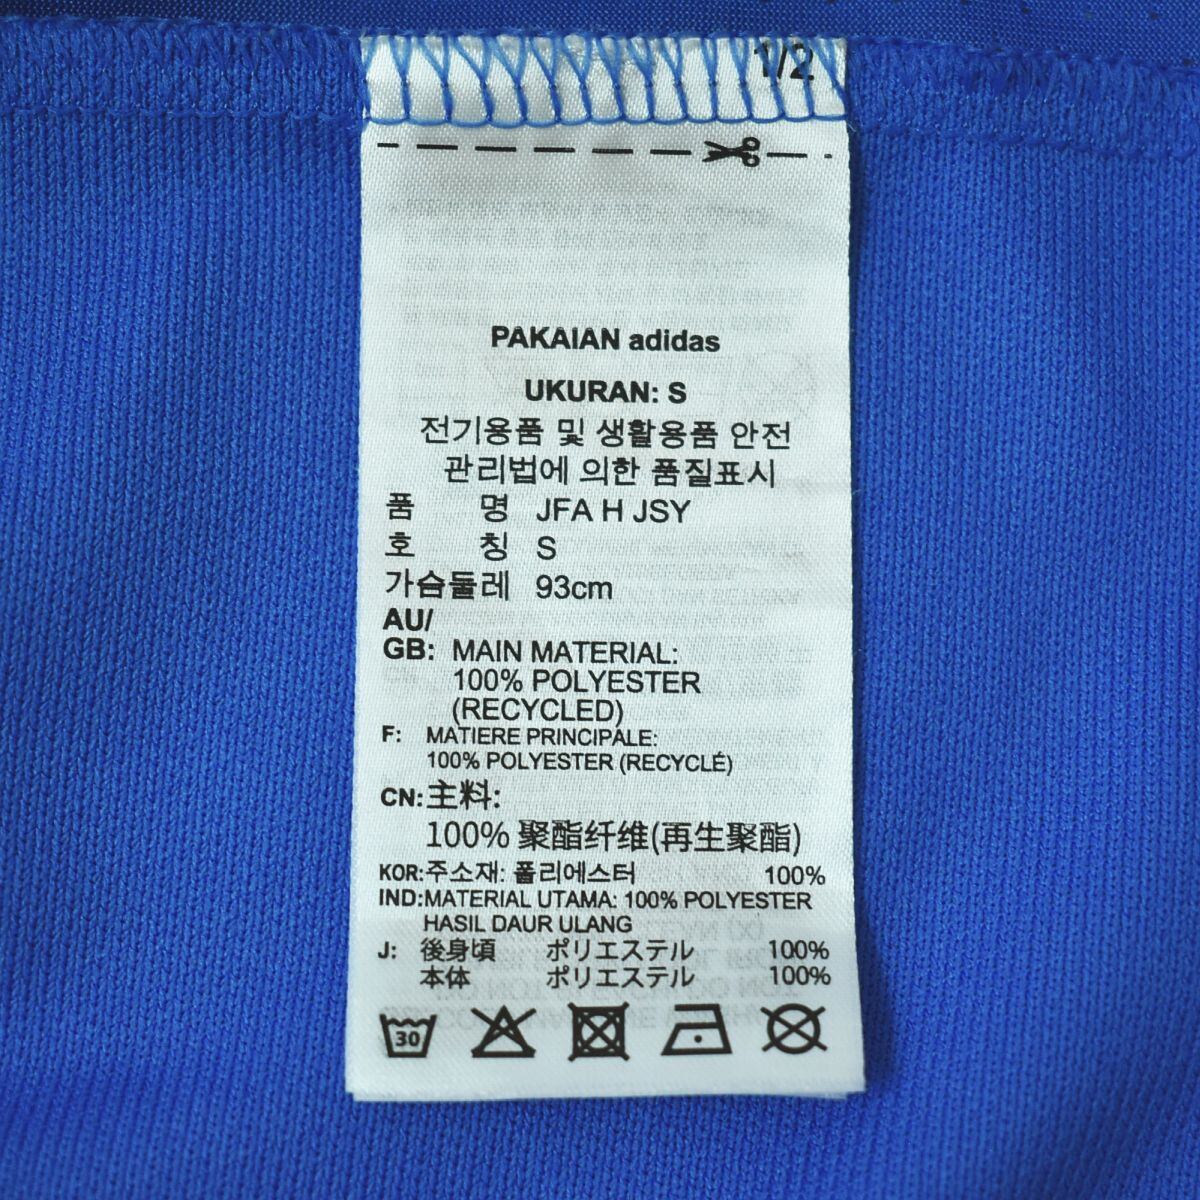 1/2
PAKAIAN adidas
UKURAN: S
전기용품 및 생활용품 안전
관리법에 의한 품질표시
품 명 JFA H JSY
호 칭 S
가슴둘레 93cm
AU/
GB: MAIN MATERIAL:
100% POLYESTER
(RECYCLED)
F: MATIERE PRINCIPALE:
100% POLYESTER (RECYCLÉ)
CN: 主料:
100% 聚酯纤维(再生聚酯)
KOR: 주소재: 폴리에스터 100%
IND: MATERIAL UTAMA: 100% POLYESTER
HASIL DAUR ULANG
J: 後身頃 ポリエステル 100%
本体 ポリエステル 100%
30